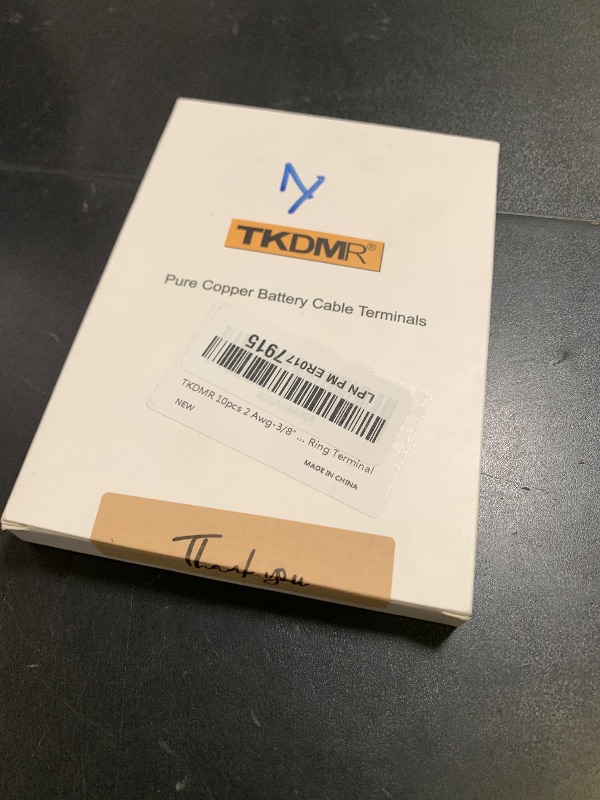 TKDMR®
Pure Copper Battery Cable Terminals
LPN PM ER0177915
TKDMR 10pcs 2 Awg-3/8"... Ring Terminal
NEW
MADE IN CHINA
Thank you